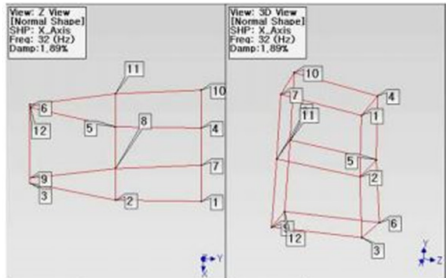 View: Z View
[Normal Shape]
SHP: X_Axis
Freq: 32 (Hz)
Damp:1,89%
11
10
6
12
5
8
4
9
7
3
2
1
Y
X
View: 3D View
[Normal Shape]
SHP: X_Axis
Freq: 32 (Hz)
Damp:1,89%
10
7
4
11
1
5
2
6
12
3
Y
X
Z